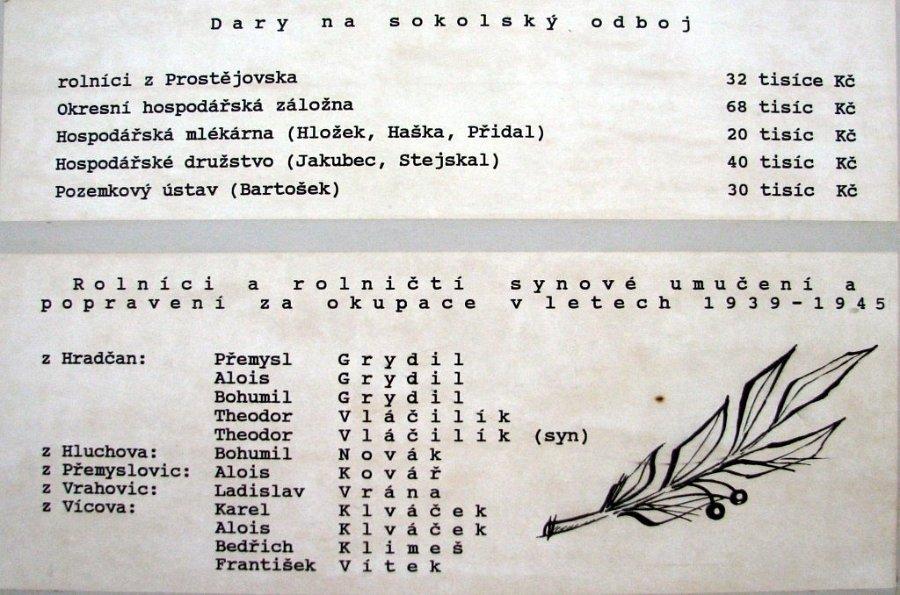 Dary na sokolský odboj
rolníci z Prostějovska 32 tisíce Kč
Okresní hospodářská záložna 68 tisíc Kč
Hospodářská mlékárna (Hložek, Haška, Přidal) 20 tisíc Kč
Hospodářské družstvo (Jakubec, Stejskal) 40 tisíc Kč
Pozemkový ústav (Bartošek) 30 tisíc Kč
Rolníci a rolničtí synové umučení a
popravení za okupace v letech 1939-1945
z Hradčan: Přemysl Grydil
Alois Grydil
Bohumil Grydil
Theodor Vláčilík
Theodor Vláčilík (syn)
z Hluchova: Bohumil Novák
z Přemyslovic: Alois Kovář
z Vrahovic: Ladislav Vrána
z Vícova: Karel Klváček
Alois Klváček
Bedřich Klimeš
František Vítek